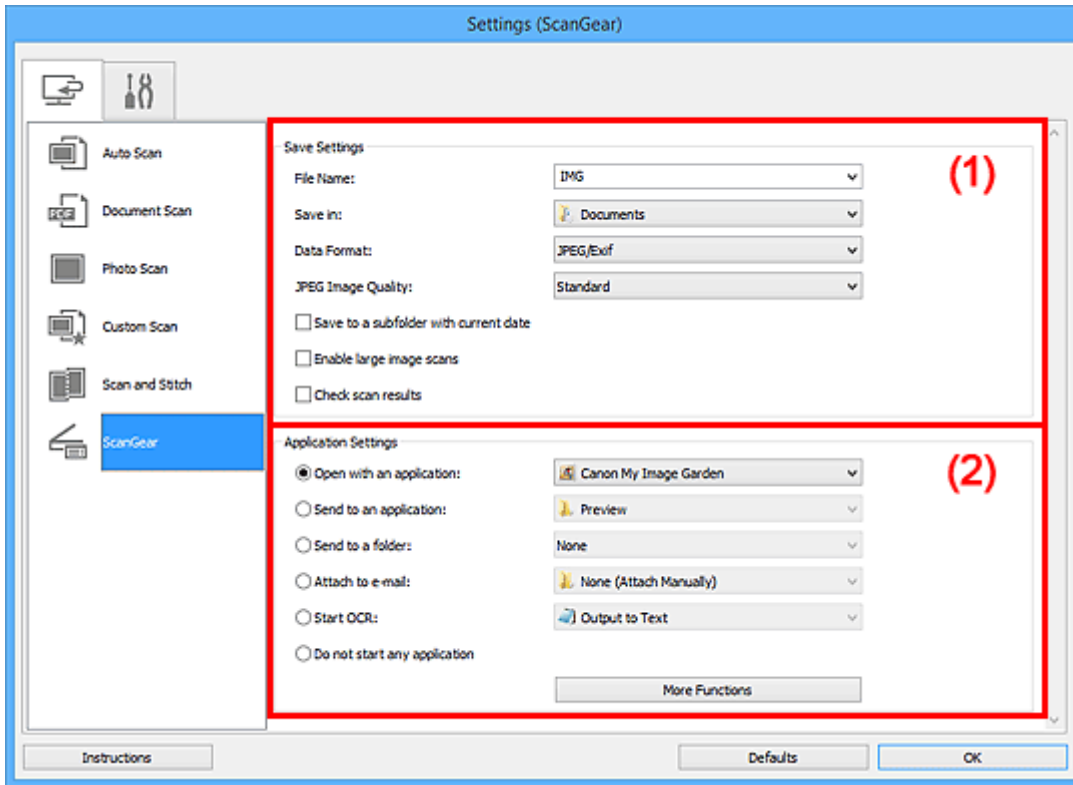 Settings (ScanGear)
Auto Scan
Document Scan
Photo Scan
Custom Scan
Scan and Stitch
ScanGear
Save Settings
(1)
File Name: IMG
Save in: Documents
Data Format: JPEG/Exif
JPEG Image Quality: Standard
Save to a subfolder with current date
Enable large image scans
Check scan results
Application Settings
(2)
Open with an application: Canon My Image Garden
Send to an application: Preview
Send to a folder: None
Attach to e-mail: None (Attach Manually)
Start OCR: Output to Text
Do not start any application
More Functions
Instructions Defaults OK